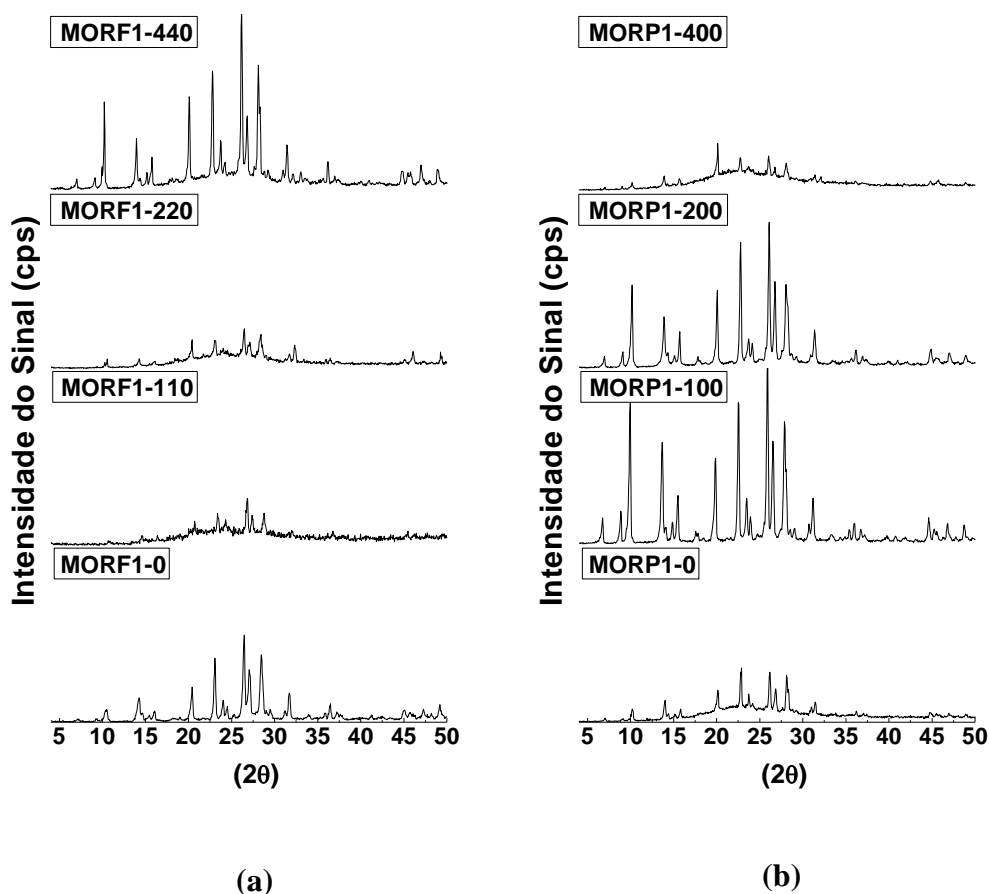 MORF1-440
MORF1-220
MORF1-110
MORF1-0
Intensidade do Sinal (cps)
5 10 15 20 25 30 35 40 45 50
(2θ)
(a)
MORP1-400
MORP1-200
MORP1-100
MORP1-0
Intensidade do Sinal (cps)
5 10 15 20 25 30 35 40 45 50
(2θ)
(b)